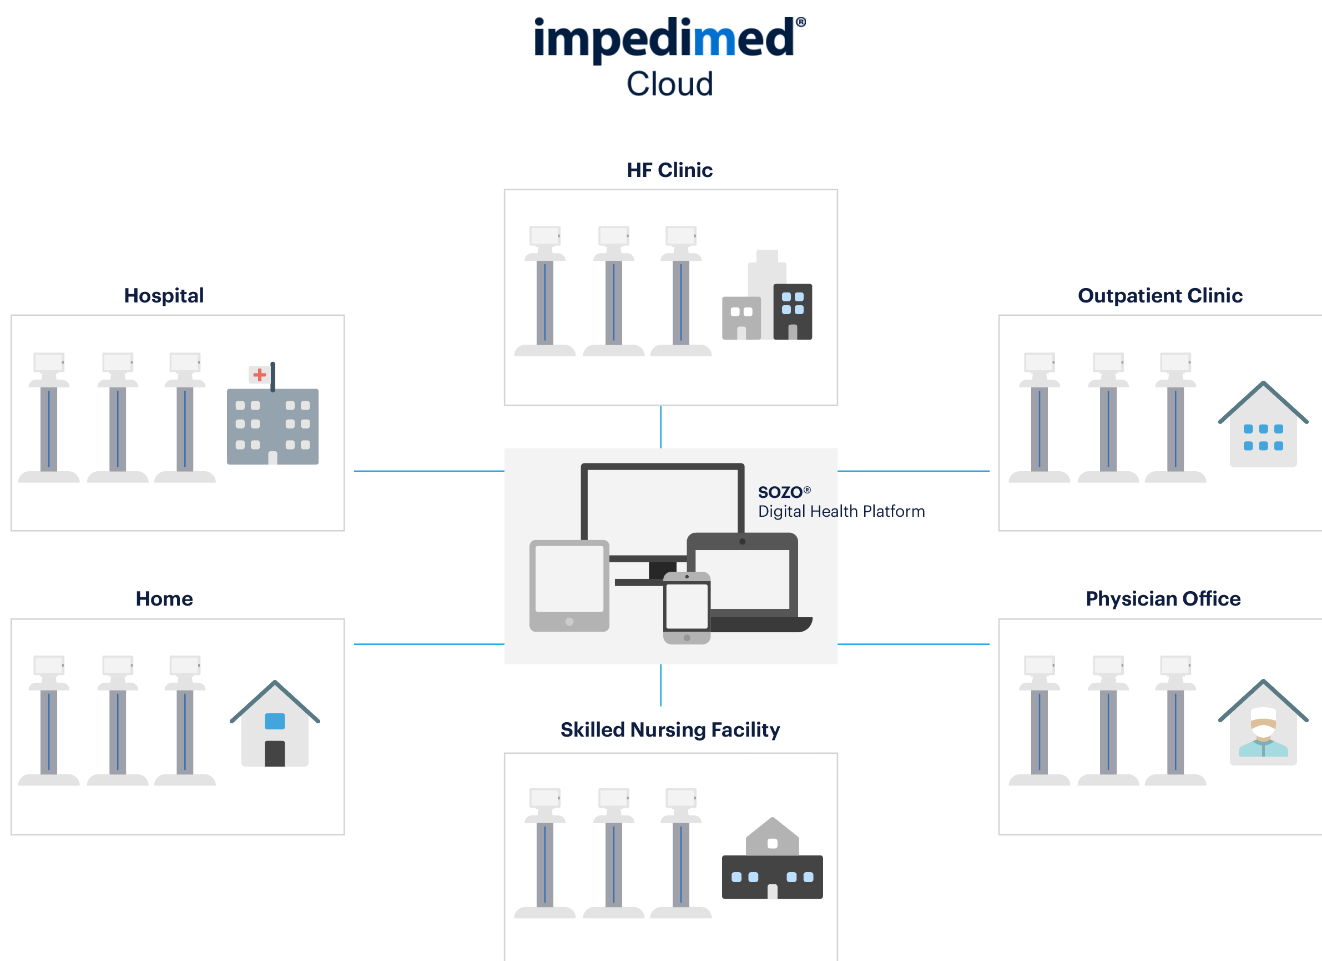 impedimed®
Cloud
HF Clinic
Hospital
Outpatient Clinic
SOZO®
Digital Health Platform
Home
Physician Office
Skilled Nursing Facility